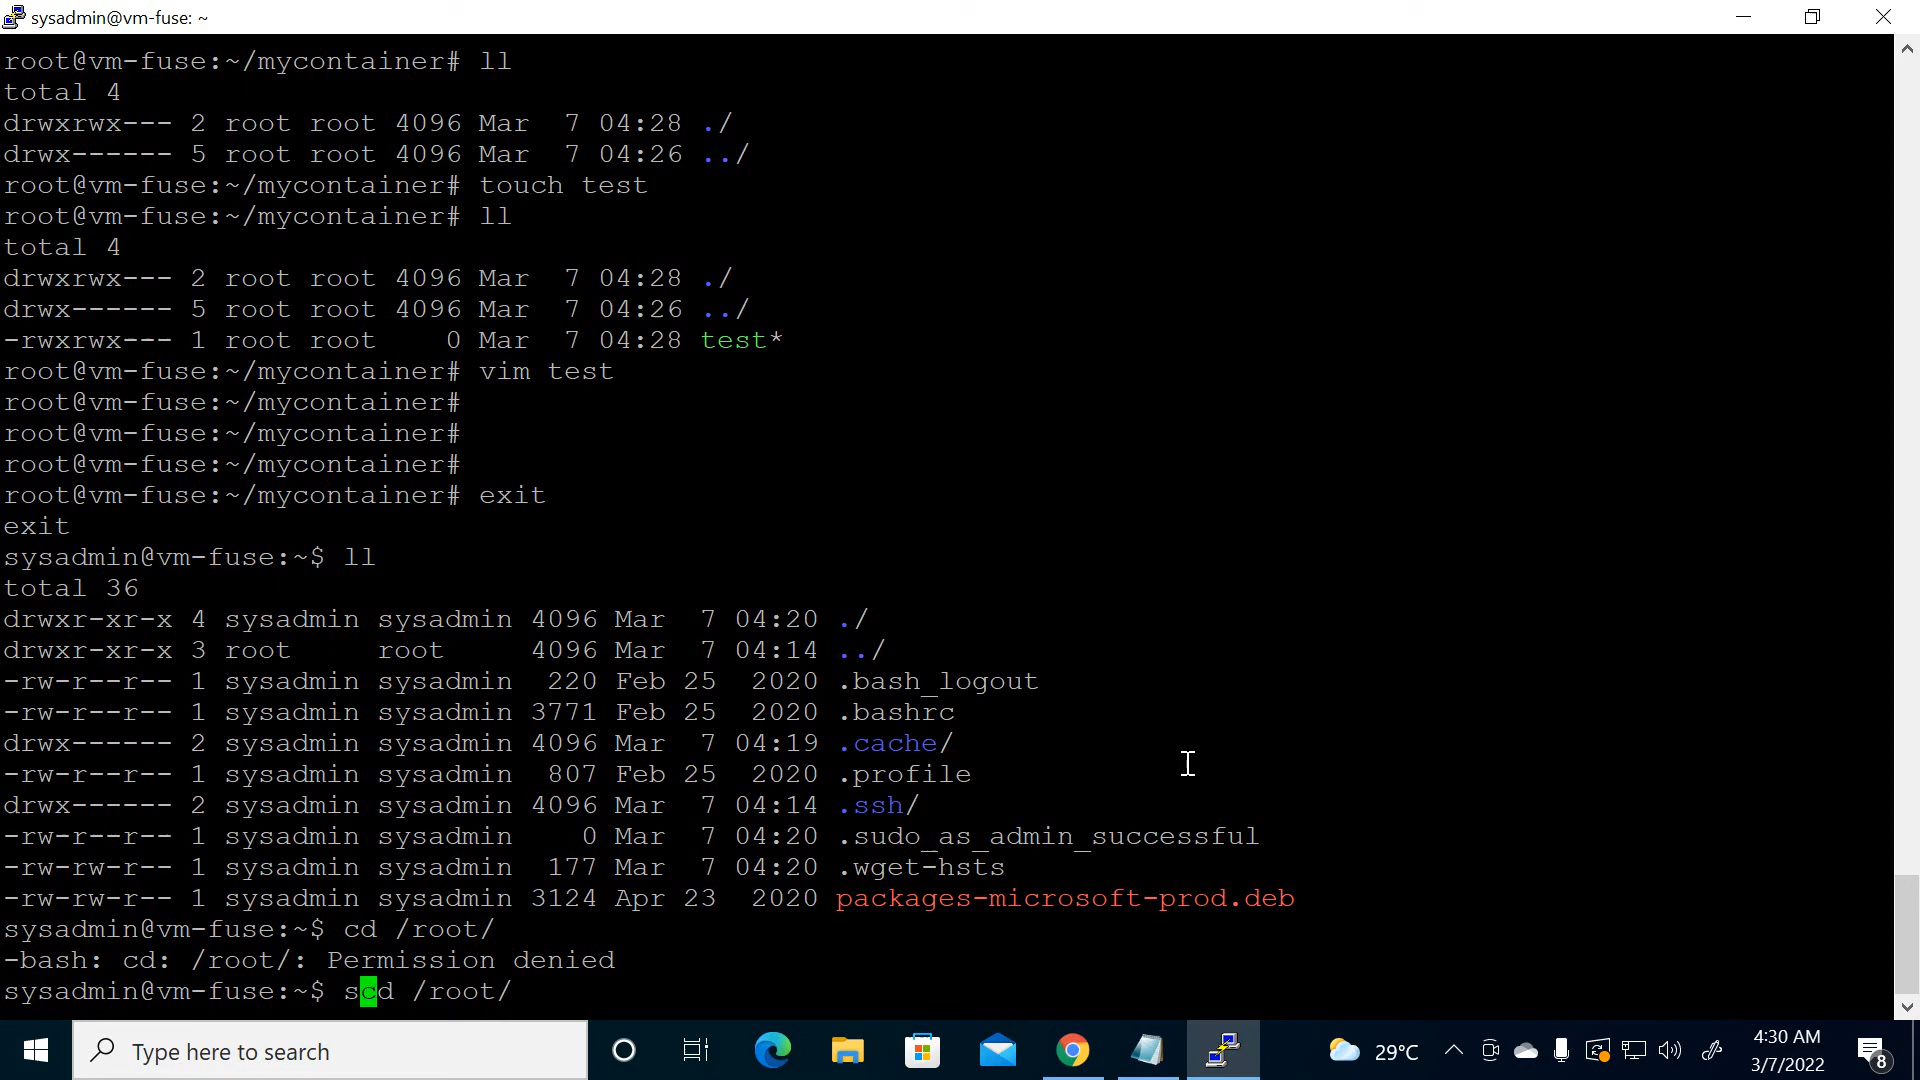 sysadmin@vm-fuse: ~
root@vm-fuse:~/mycontainer# ll
total 4
drwxrwx--- 2 root root 4096 Mar  7 04:28 ./
drwx------ 5 root root 4096 Mar  7 04:26 ../
root@vm-fuse:~/mycontainer# touch test
root@vm-fuse:~/mycontainer# ll
total 4
drwxrwx--- 2 root root 4096 Mar  7 04:28 ./
drwx------ 5 root root 4096 Mar  7 04:26 ../
-rwxrwx--- 1 root root    0 Mar  7 04:28 test*
root@vm-fuse:~/mycontainer# vim test
root@vm-fuse:~/mycontainer#
root@vm-fuse:~/mycontainer#
root@vm-fuse:~/mycontainer#
root@vm-fuse:~/mycontainer# exit
exit
sysadmin@vm-fuse:~$ ll
total 36
drwxr-xr-x 4 sysadmin sysadmin 4096 Mar  7 04:20 ./
drwxr-xr-x 3 root     root     4096 Mar  7 04:14 ../
-rw-r--r-- 1 sysadmin sysadmin  220 Feb 25  2020 .bash_logout
-rw-r--r-- 1 sysadmin sysadmin 3771 Feb 25  2020 .bashrc
drwx------ 2 sysadmin sysadmin 4096 Mar  7 04:19 .cache/
-rw-r--r-- 1 sysadmin sysadmin  807 Feb 25  2020 .profile
drwx------ 2 sysadmin sysadmin 4096 Mar  7 04:14 .ssh/
-rw-r--r-- 1 sysadmin sysadmin    0 Mar  7 04:20 .sudo_as_admin_successful
-rw-rw-r-- 1 sysadmin sysadmin  177 Mar  7 04:20 .wget-hsts
-rw-rw-r-- 1 sysadmin sysadmin 3124 Apr 23  2020 packages-microsoft-prod.deb
sysadmin@vm-fuse:~$ cd /root/
-bash: cd: /root/: Permission denied
sysadmin@vm-fuse:~$ scd /root/
Type here to search
29°C
4:30 AM
3/7/2022
8